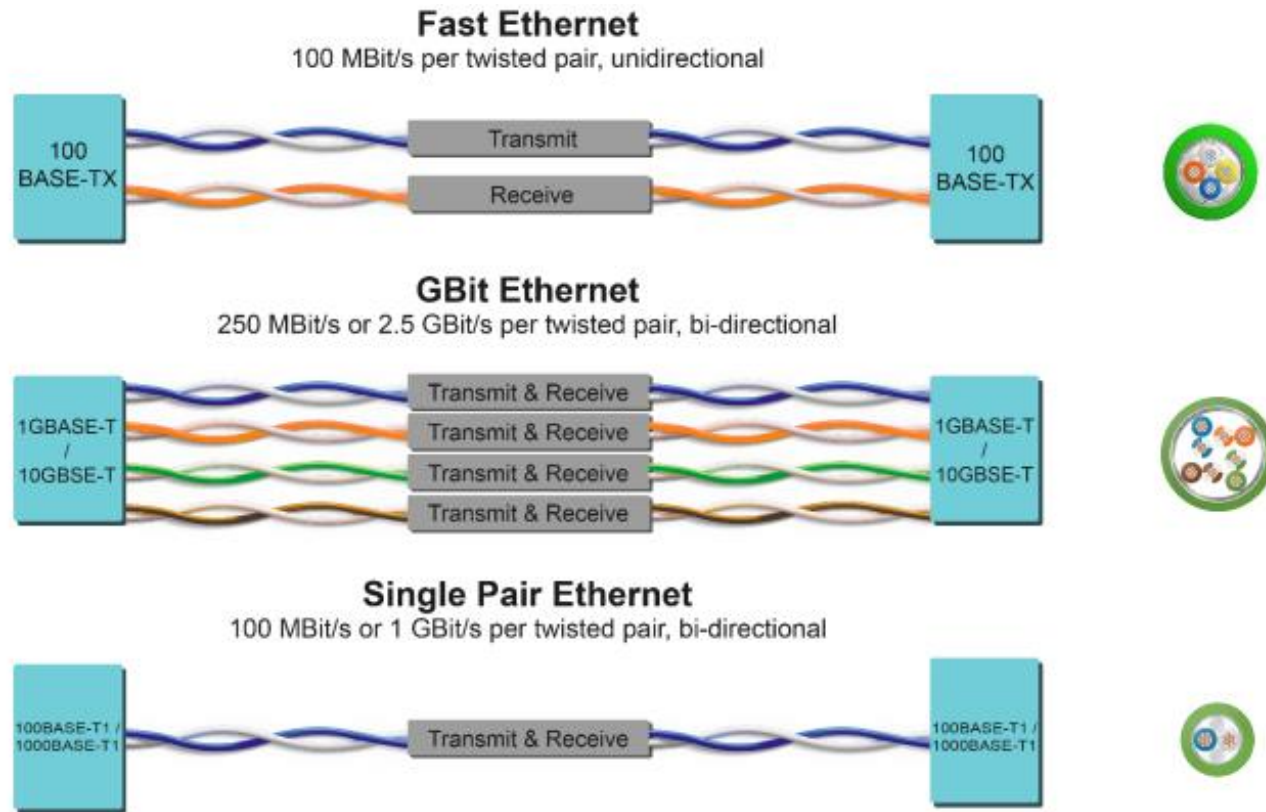 Fast Ethernet
100 MBit/s per twisted pair, unidirectional
100
BASE-TX
Transmit
Receive
100
BASE-TX
GBit Ethernet
250 MBit/s or 2.5 GBit/s per twisted pair, bi-directional
1GBASE-T
/
10GBSE-T
Transmit & Receive
Transmit & Receive
Transmit & Receive
Transmit & Receive
1GBASE-T
/
10GBSE-T
Single Pair Ethernet
100 MBit/s or 1 GBit/s per twisted pair, bi-directional
100BASE-T1 /
1000BASE-T1
Transmit & Receive
100BASE-T1 /
1000BASE-T1